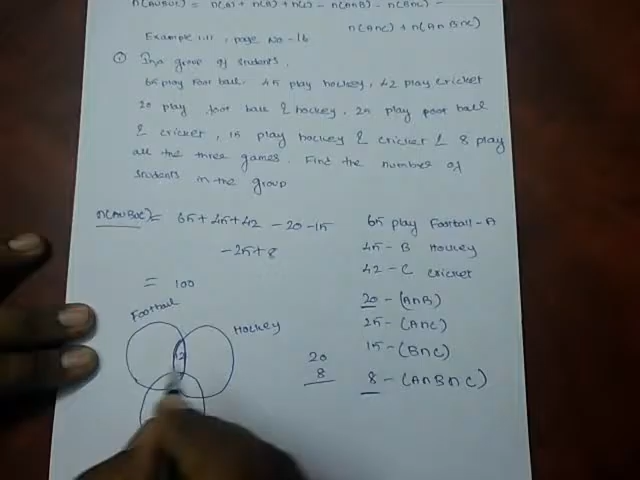 n(AUBUC) = n(A) + n(B) + n(C) - n(A∩B) - n(B∩C) -
n(A∩C) + n(A∩B∩C)
Example 1.11, page No - 16
① In a group of students,
65 play foot ball, 45 play hockey, 42 play cricket
20 play foot ball & hockey, 25 play foot ball
& cricket, 15 play hockey & cricket & 8 play
all the three games. Find the number of
students in the group
n(AUBUC) = 65 + 45 + 42 - 20 - 15
- 25 + 8
= 100
65 play Football - A
45 - B Hockey
42 - C cricket
20 - (A∩B)
25 - (A∩C)
15 - (B∩C)
8 - (A∩B∩C)
Football
Hockey
12
20
8